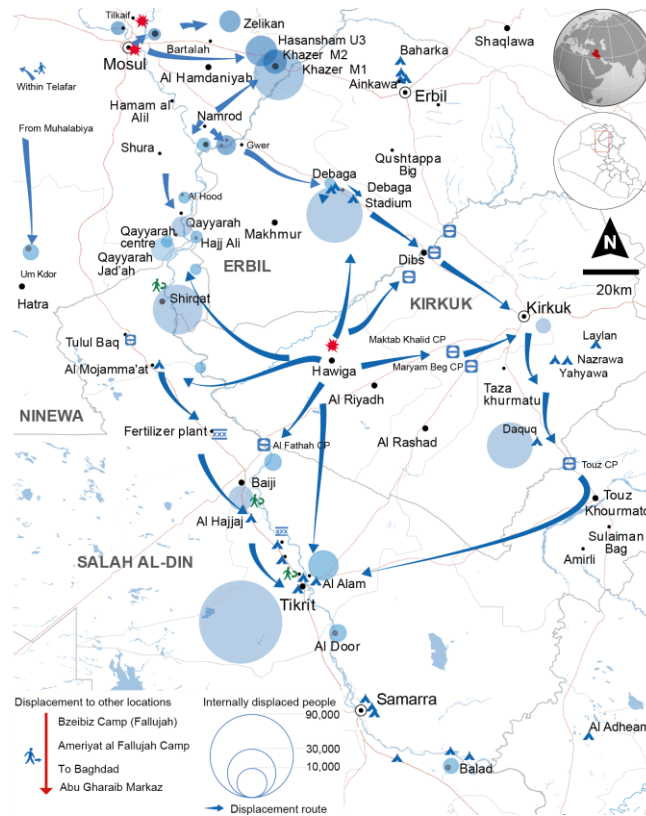 Tilkaif
Zelikan
Bartalah
Mosul
Hasansham U3
Khazer M2
Khazer M1
Al Hamdaniyah
Baharka
Ainkawa
Erbil
Shaqlawa
Within Telafar
Hamam al
Alil
Namrod
From Muhalabiya
Shura
Gwer
Qushtappa
Big
Debaga
Debaga
Stadium
Al Hood
Qayyarah
Qayyarah
centre
Hajj Ali
Makhmur
Qayyarah
Jad'ah
ERBIL
Um Kdor
Hatra
Dibs
KIRKUK
N
20km
Shirqat
Kirkuk
Tulul Baq
Maktab Khalid CP
Hawiga
Maryam Beg CP
Laylan
Nazrawa
Yahyawa
Al Mojamma'at
Al Riyadh
Taza
khurmatu
NINEWA
Fertilizer plant
XXX
Al Fathah CP
Al Rashad
Daquq
Touz CP
Baiji
Al Hajjaj
Touz
Khourmato
XXX
Sulaiman
Bag
Amirli
SALAH AL-DIN
Al Alam
Tikrit
Al Door
Samarra
Al Adheam
Balad
Displacement to other locations
Bzeibiz Camp (Fallujah)
Ameriyat al Fallujah Camp
To Baghdad
Abu Gharaib Markaz
Internally displaced people
90,000
30,000
10,000
Displacement route